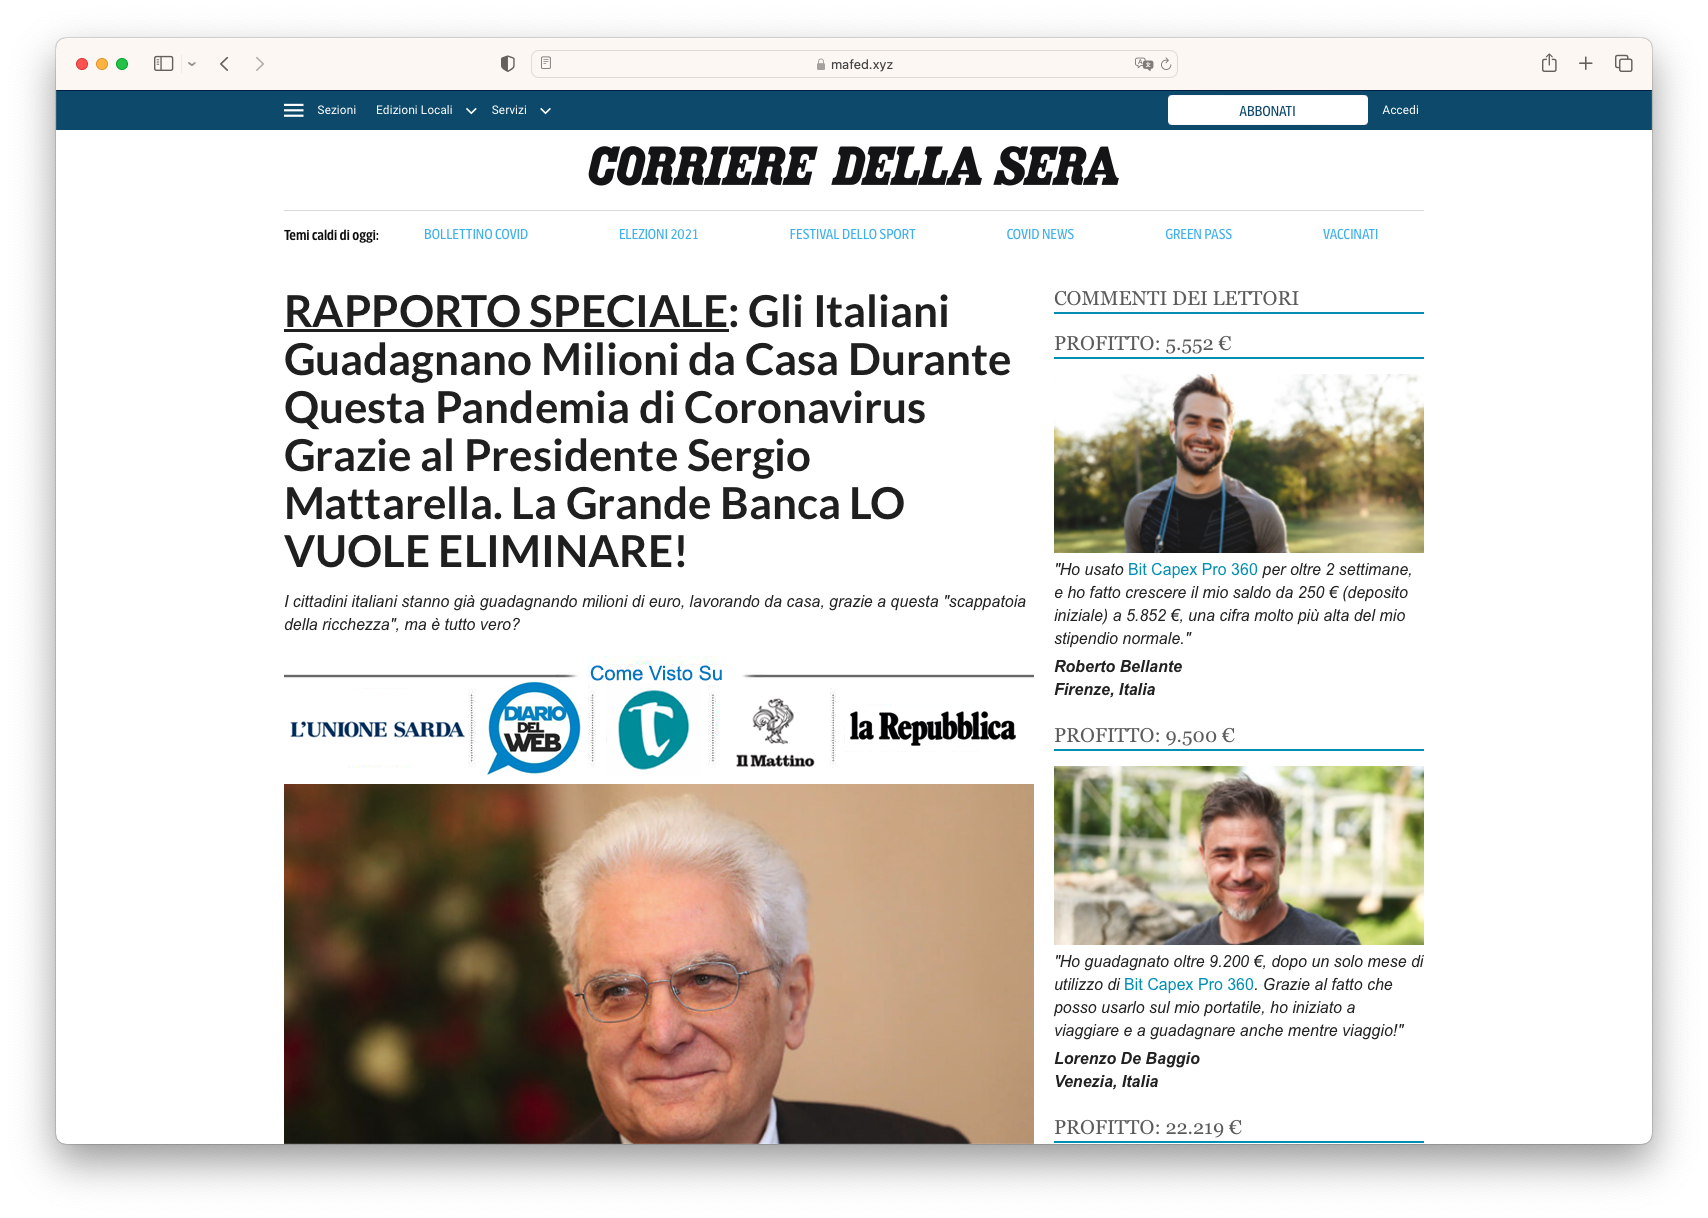 mafed.xyz
Sezioni Edizioni Locali Servizi ABBONATI Accedi
CORRIERE DELLA SERA
Temi caldi di oggi: BOLLETTINO COVID ELEZIONI 2021 FESTIVAL DELLO SPORT COVID NEWS GREEN PASS VACCINATI
RAPPORTO SPECIALE: Gli Italiani
Guadagnano Milioni da Casa Durante
Questa Pandemia di Coronavirus
Grazie al Presidente Sergio
Mattarella. La Grande Banca LO
VUOLE ELIMINARE!
I cittadini italiani stanno già guadagnando milioni di euro, lavorando da casa, grazie a questa "scappatoia
della ricchezza", ma è tutto vero?
Come Visto Su
L'UNIONE SARDA
DIARIO
DEL
WEB
t
Il Mattino
la Repubblica
COMMENTI DEI LETTORI
PROFITTO: 5.552 €
"Ho usato Bit Capex Pro 360 per oltre 2 settimane,
e ho fatto crescere il mio saldo da 250 € (deposito
iniziale) a 5.852 €, una cifra molto più alta del mio
stipendio normale."
Roberto Bellante
Firenze, Italia
PROFITTO: 9.500 €
"Ho guadagnato oltre 9.200 €, dopo un solo mese di
utilizzo di Bit Capex Pro 360. Grazie al fatto che
posso usarlo sul mio portatile, ho iniziato a
viaggiare e a guadagnare anche mentre viaggio!"
Lorenzo De Baggio
Venezia, Italia
PROFITTO: 22.219 €